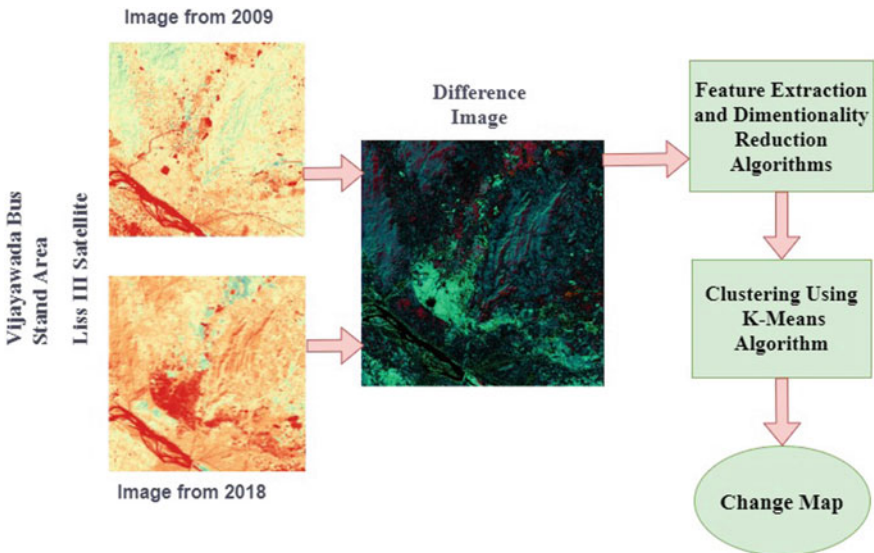 Image from 2009
Vijayawada Bus
Stand Area
Liss III Satellite
Difference
Image
Image from 2018
Feature Extraction
and Dimentionality
Reduction
Algorithms
Clustering Using
K-Means
Algorithm
Change Map